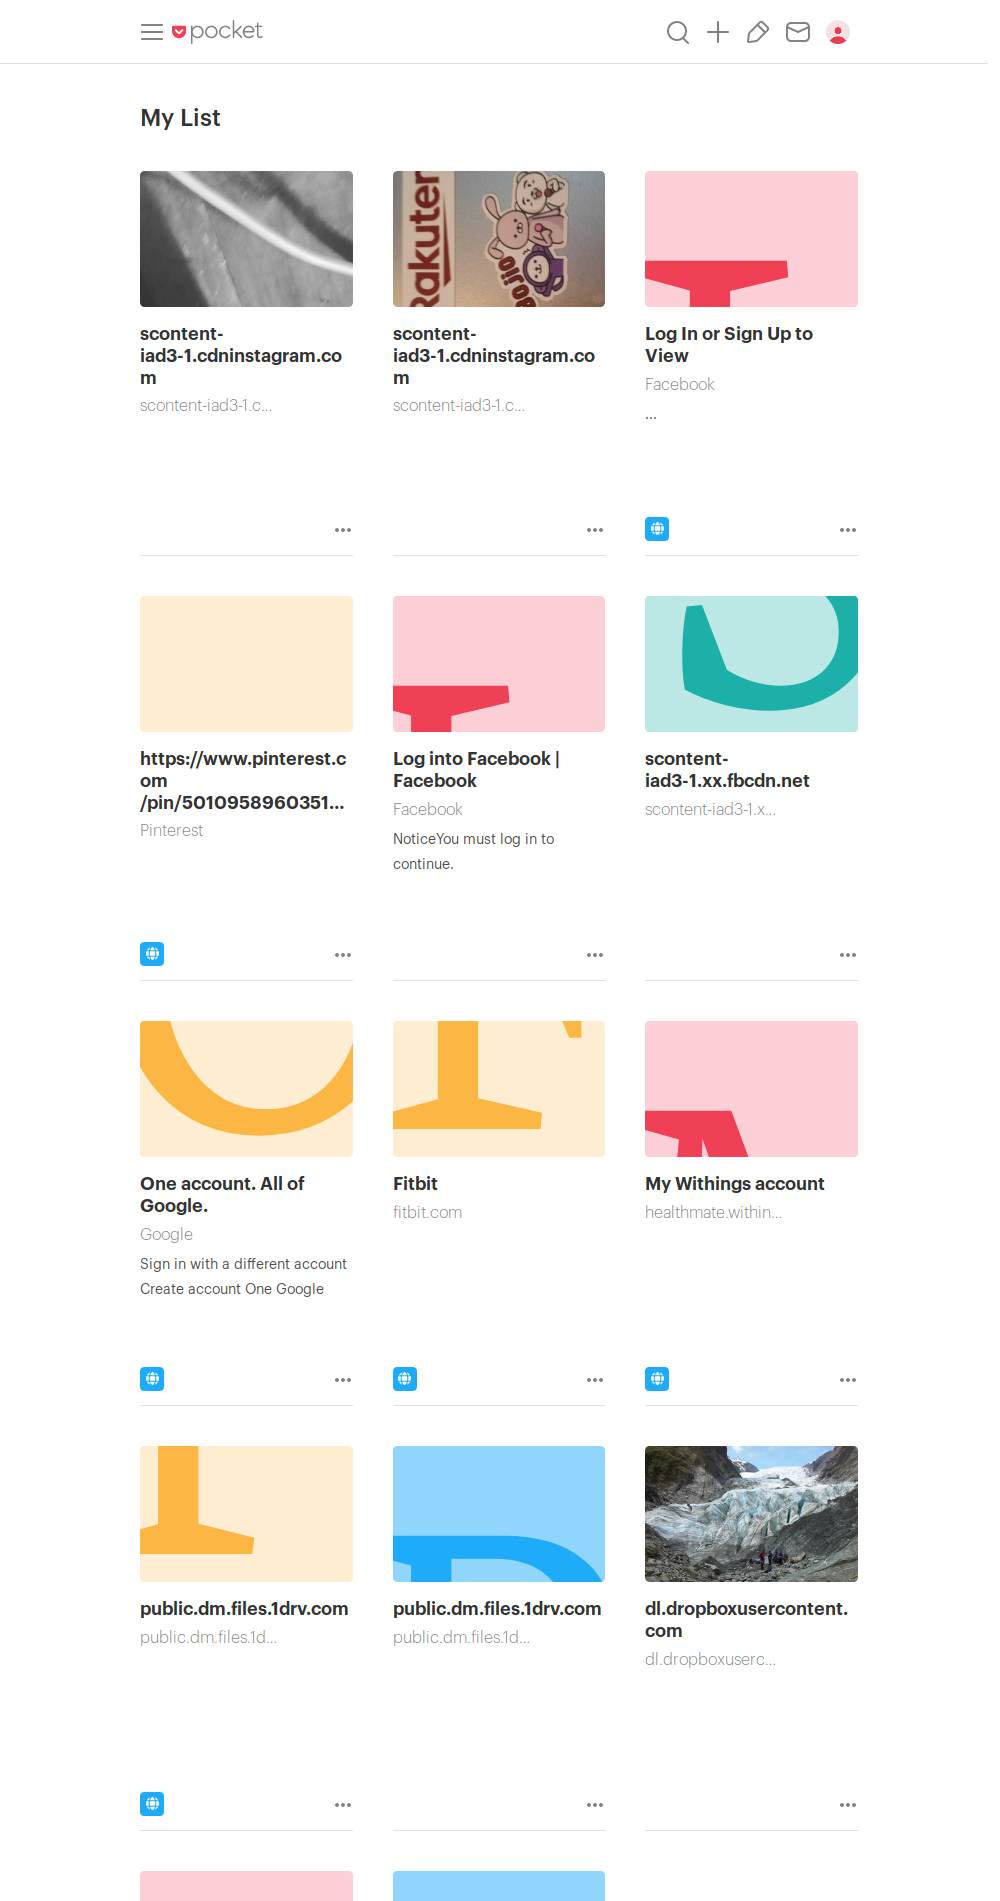 pocket
My List
Rakuten
BOJIO
scontent-
iad3-1.cdninstagram.co
m
scontent-iad3-1.c...
scontent-
iad3-1.cdninstagram.co
m
scontent-iad3-1.c...
Log In or Sign Up to
View
Facebook
...
https://www.pinterest.c
om
/pin/5010958960351...
Pinterest
Log into Facebook |
Facebook
Facebook
NoticeYou must log in to
continue.
scontent-
iad3-1.xx.fbcdn.net
scontent-iad3-1.x...
One account. All of
Google.
Google
Sign in with a different account
Create account One Google
Fitbit
fitbit.com
My Withings account
healthmate.within...
public.dm.files.1drv.com
public.dm.files.1d...
public.dm.files.1drv.com
public.dm.files.1d...
dl.dropboxusercontent.
com
dl.dropboxuserc...